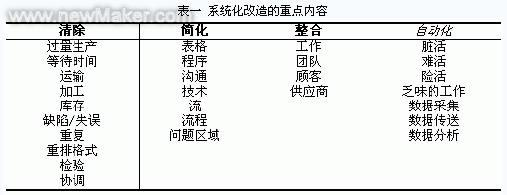 www.newMaker.com
表一 系统化改造的重点内容
清除 简化 整合 自动化
过量生产 表格 工作 脏活
等待时间 程序 团队 难活
运输 沟通 顾客 险活
加工 技术 供应商 乏味的工作
库存 流 数据采集
缺陷/失误 流程 数据传送
重复 问题区域 数据分析
重排格式
检验
协调